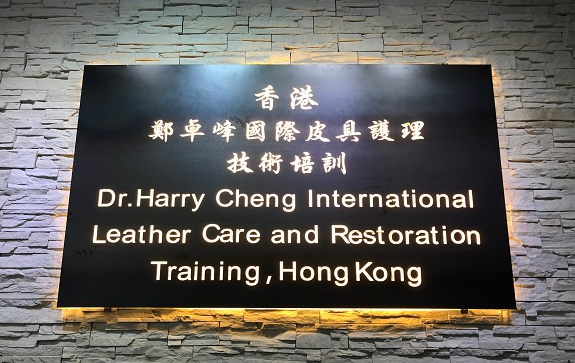 香港
鄭卓峰國際皮具護理
技術培訓
Dr.Harry Cheng International
Leather Care and Restoration
Training, Hong Kong